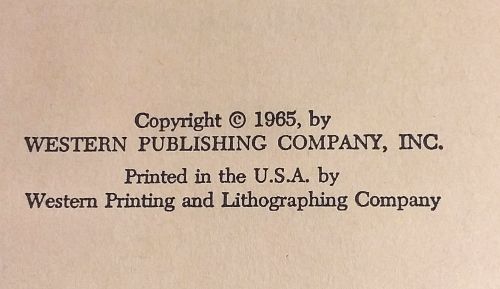 Copyright © 1965, by
WESTERN PUBLISHING COMPANY, INC.
Printed in the U.S.A. by
Western Printing and Lithographing Company